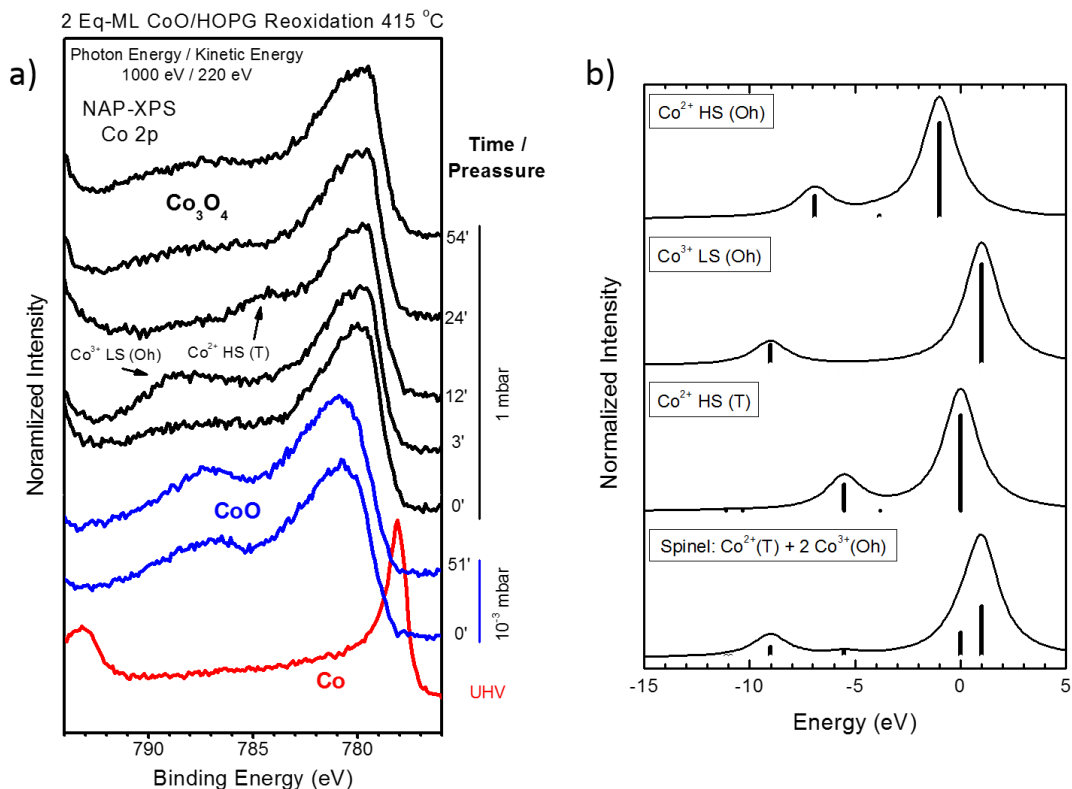 2 Eq-ML CoO/HOPG Reoxidation 415 °C
a)
Photon Energy / Kinetic Energy
1000 eV / 220 eV
NAP-XPS
Co 2p
Time /
Preassure
Co₃O₄
54'
24'
Co³⁺ LS (Oh)
Co²⁺ HS (T)
12'
3'
0'
1 mbar
CoO
51'
0'
10⁻³ mbar
Co
UHV
Noramlized Intensity
790
785
780
Binding Energy (eV)
b)
Co²⁺ HS (Oh)
Co³⁺ LS (Oh)
Co²⁺ HS (T)
Spinel: Co²⁺(T) + 2 Co³⁺(Oh)
Normalized Intensity
-15
-10
-5
0
5
Energy (eV)